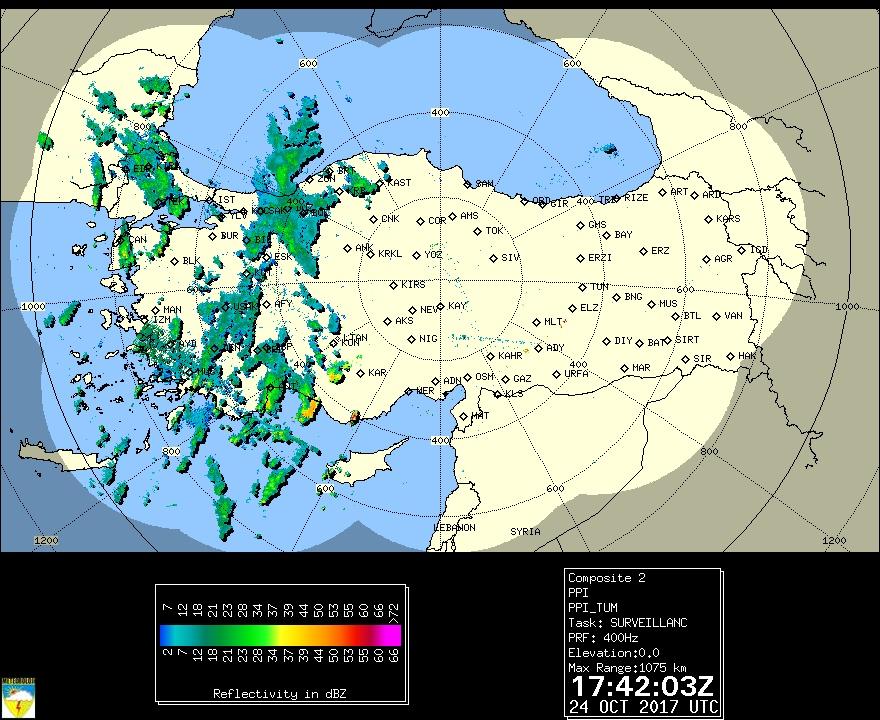 600
600
400
800
800
EDI
IST
ZON
KAST
SAM
ORD
GIR
400
RIZE
ART
ARD
400
CNK
COR
AMS
TOK
GMS
BAY
KARS
CAN
BUR
BLK
ESK
ANK
KRKL
YOZ
SIV
ERZI
ERZ
AGR
IGD
600
KIRS
TUN
BNG
600
MUS
1000
MAN
IZM
AFY
NEV
KAY
ELZ
MLT
BTL
VAN
1000
AYD
AKS
NIG
KAHR
ADY
DIY
BAT
SIRT
SIR
HAK
400
KAR
ADN
OSM
GAZ
400
URFA
MAR
MER
KLS
HAT
400
800
800
600
600
LEBANON
SYRIA
1200
1200
7 12 18 21 23 28 34 37 39 44 50 53 55 60 66 >72
2 7 12 18 21 23 28 34 37 39 44 50 53 55 60 66
Reflectivity in dBZ
Composite 2
PPI
PPI_TUM
Task: SURVEILLANC
PRF: 400Hz
Elevation:0.0
Max Range:1075 km
17:42:03Z
24 OCT 2017 UTC